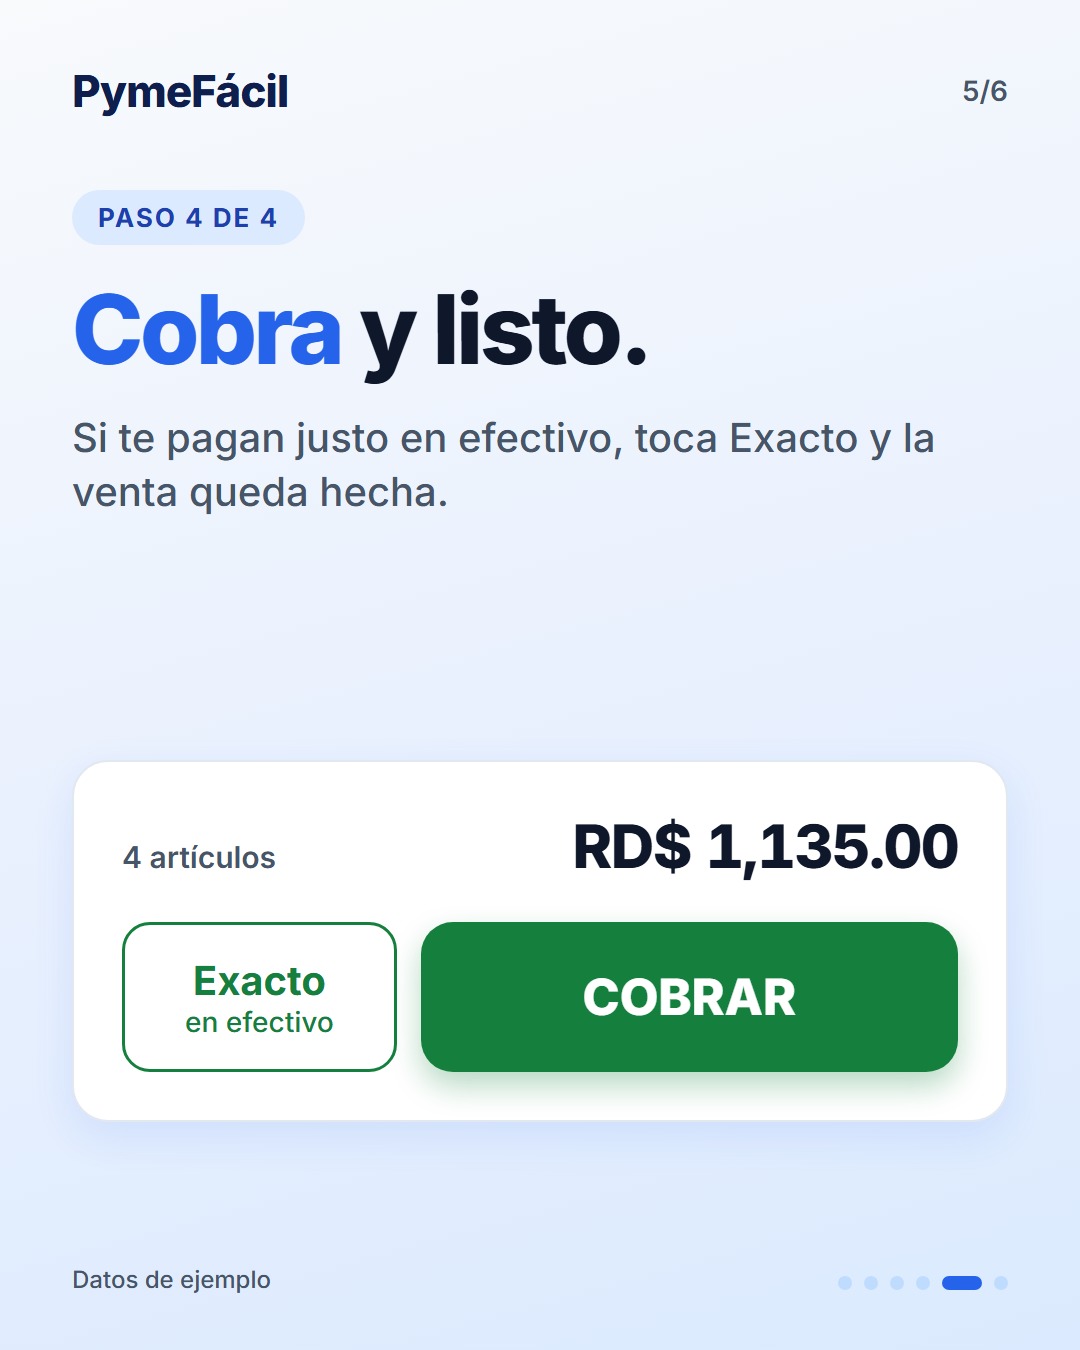 PymeFácil
5/6
PASO 4 DE 4
Cobra y listo.
Si te pagan justo en efectivo, toca Exacto y la
venta queda hecha.
4 artículos
RD$ 1,135.00
Exacto
en efectivo
COBRAR
Datos de ejemplo